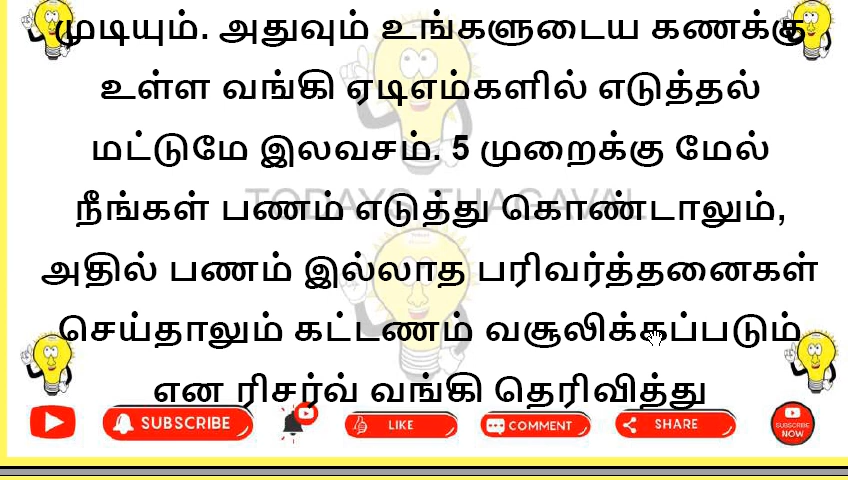 முடியும். அதுவும் உங்களுடைய கணக்கு
உள்ள வங்கி ஏடிஎம்களில் எடுத்தல்
மட்டுமே இலவசம். 5 முறைக்கு மேல்
TODAYS THAGAVAL
நீங்கள் பணம் எடுத்து கொண்டாலும்,
அதில் பணம் இல்லாத பரிவர்த்தனைகள்
செய்தாலும் கட்டணம் வசூலிக்கப்படும்
என ரிசர்வ் வங்கி தெரிவித்து
SUBSCRIBE LIKE COMMENT SHARE SUBSCRIBE NOW